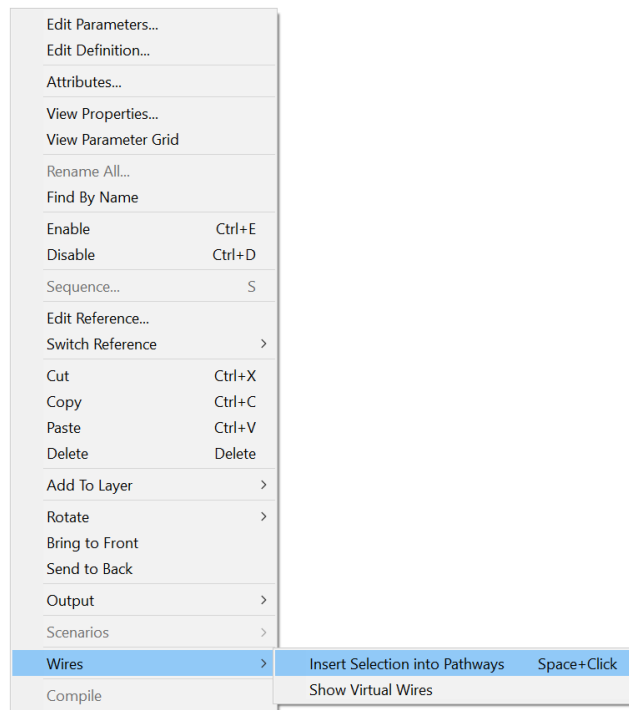 Edit Parameters...
Edit Definition...
Attributes...
View Properties...
View Parameter Grid
Rename All...
Find By Name
Enable Ctrl+E
Disable Ctrl+D
Sequence... S
Edit Reference...
Switch Reference
Cut Ctrl+X
Copy Ctrl+C
Paste Ctrl+V
Delete Delete
Add To Layer
Rotate
Bring to Front
Send to Back
Output
Scenarios
Wires
Insert Selection into Pathways Space+Click
Show Virtual Wires
Compile